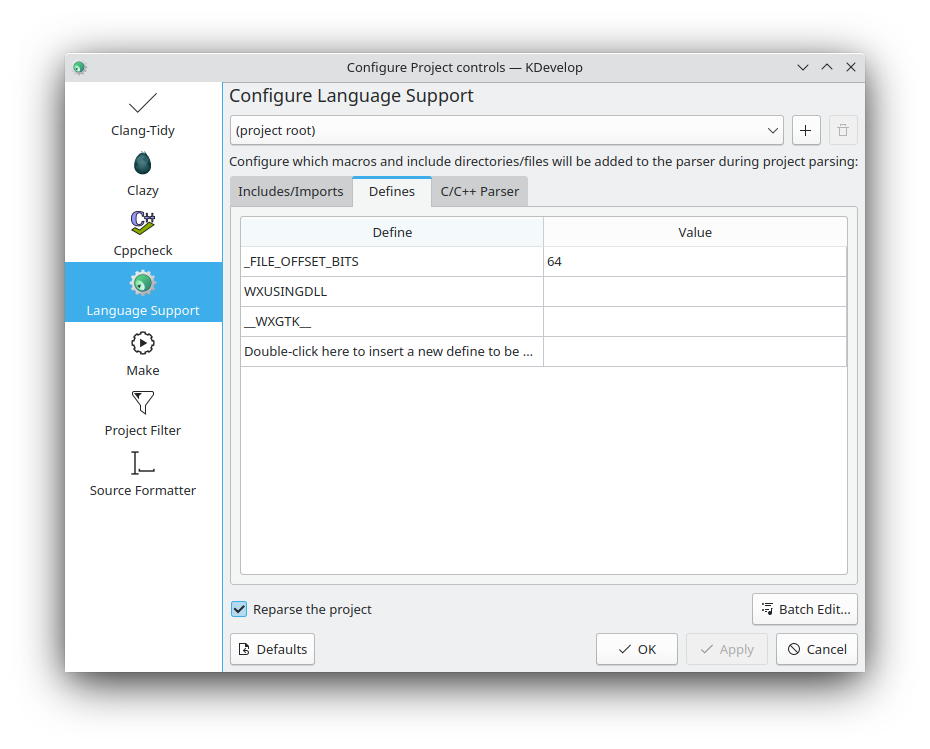 Configure Project controls — KDevelop
Clang-Tidy
Clazy
C++
Cppcheck
Language Support
Make
Project Filter
Source Formatter
Configure Language Support
(project root)
Configure which macros and include directories/files will be added to the parser during project parsing:
Includes/Imports Defines C/C++ Parser
Define Value
_FILE_OFFSET_BITS 64
WXUSINGDLL
__WXGTK__
Double-click here to insert a new define to be ...
Reparse the project
Batch Edit...
Defaults OK Apply Cancel